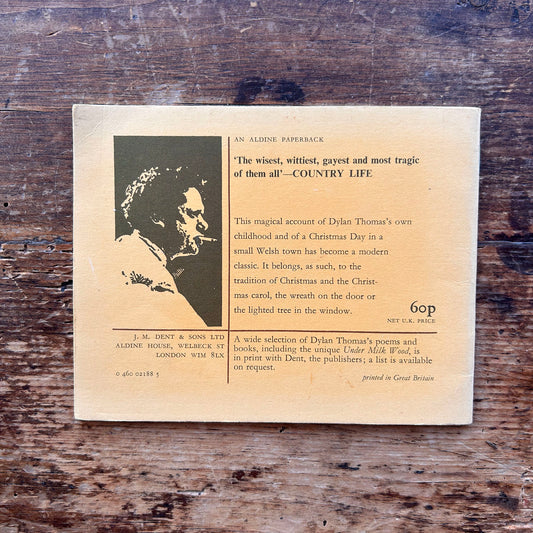 AN ALDINE PAPERBACK
‘The wisest, wittiest, gayest and most tragic
of them all’—COUNTRY LIFE
This magical account of Dylan Thomas’s own
childhood and of a Christmas Day in a
small Welsh town has become a modern
classic. It belongs, as such, to the
tradition of Christmas and the Christ-
mas carol, the wreath on the door or
the lighted tree in the window.
60p
NET U.K. PRICE
J. M. DENT & SONS LTD
ALDINE HOUSE, WELBECK ST
LONDON W1M 8LX
0 460 02188 5
A wide selection of Dylan Thomas’s poems and
books, including the unique Under Milk Wood, is
in print with Dent, the publishers; a list is available
on request.
printed in Great Britain